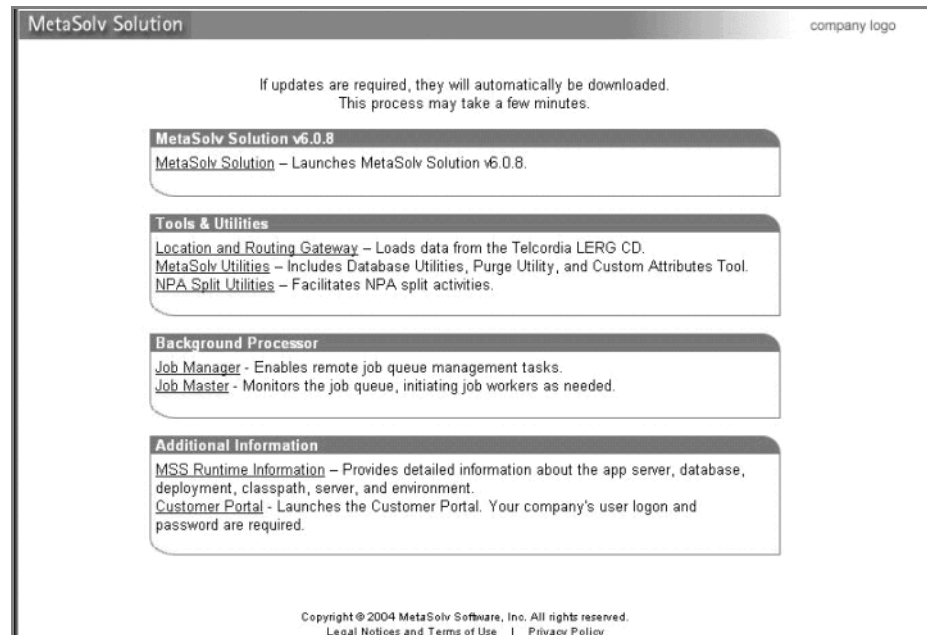 MetaSolv Solution
company logo
If updates are required, they will automatically be downloaded.
This process may take a few minutes.
MetaSolv Solution v6.0.8
MetaSolv Solution – Launches MetaSolv Solution v6.0.8.
Tools & Utilities
Location and Routing Gateway – Loads data from the Telcordia LERG CD.
MetaSolv Utilities – Includes Database Utilities, Purge Utility, and Custom Attributes Tool.
NPA Split Utilities – Facilitates NPA split activities.
Background Processor
Job Manager - Enables remote job queue management tasks.
Job Master - Monitors the job queue, initiating job workers as needed.
Additional Information
MSS Runtime Information – Provides detailed information about the app server, database,
deployment, classpath, server, and environment.
Customer Portal - Launches the Customer Portal. Your company's user logon and
password are required.
Copyright © 2004 MetaSolv Software, Inc. All rights reserved.
Legal Notices and Terms of Use | Privacy Policy